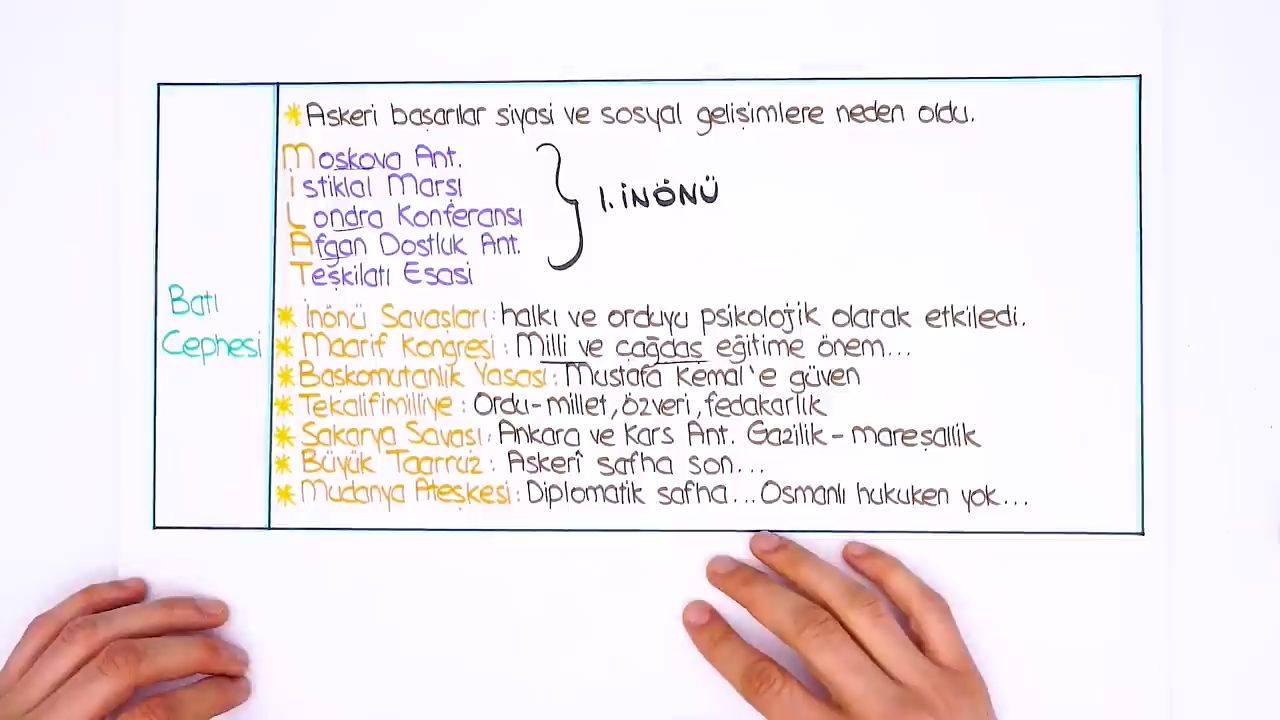 Batı
Cephesi
* Askeri başarılar siyasi ve sosyal gelişimlere neden oldu.
Moskova Ant.
İstiklal Marşı
Londra Konferansı
Afgan Dostluk Ant.
Teşkilatı Esasi
1. İNÖNÜ
* İnönü Savaşları: halkı ve orduyu psikolojik olarak etkiledi.
* Maarif Kongresi: Milli ve çağdaş eğitime önem...
* Başkomutanlık Yasası: Mustafa Kemal'e güven
* Tekalifimilliye: Ordu-millet, özveri, fedakarlık
* Sakarya Savaşı: Ankara ve Kars Ant. Gazilik-mareşallik
* Büyük Taarruz: Askerî safha son...
* Mudanya Ateşkesi: Diplomatik safha... Osmanlı hukuken yok...